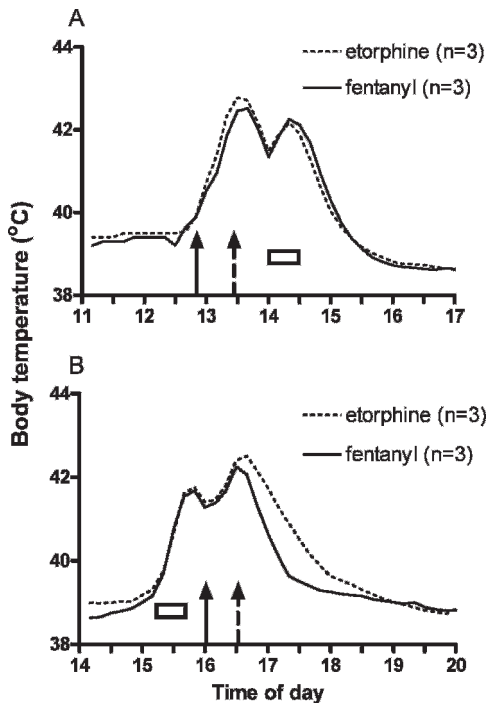 A
44
42
40
38
etorphine (n=3)
fentanyl (n=3)
11 12 13 14 15 16 17
Body temperature (°C)
B
44
42
40
38
etorphine (n=3)
fentanyl (n=3)
14 15 16 17 18 19 20
Time of day